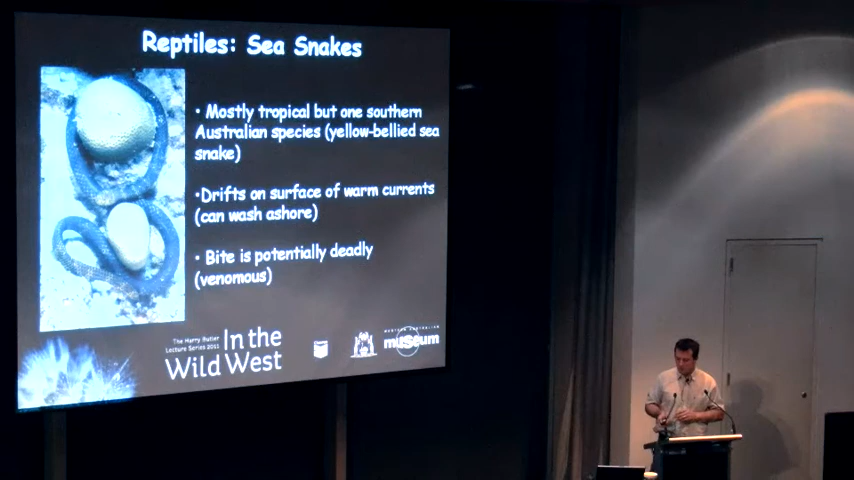 Reptiles: Sea Snakes
• Mostly tropical but one southern
Australian species (yellow-bellied sea
snake)
•Drifts on surface of warm currents
(can wash ashore)
• Bite is potentially deadly
(venomous)
The Harry Butler
Lecture Series 2011
In the
Wild West
WESTERN AUSTRALIAN
museum